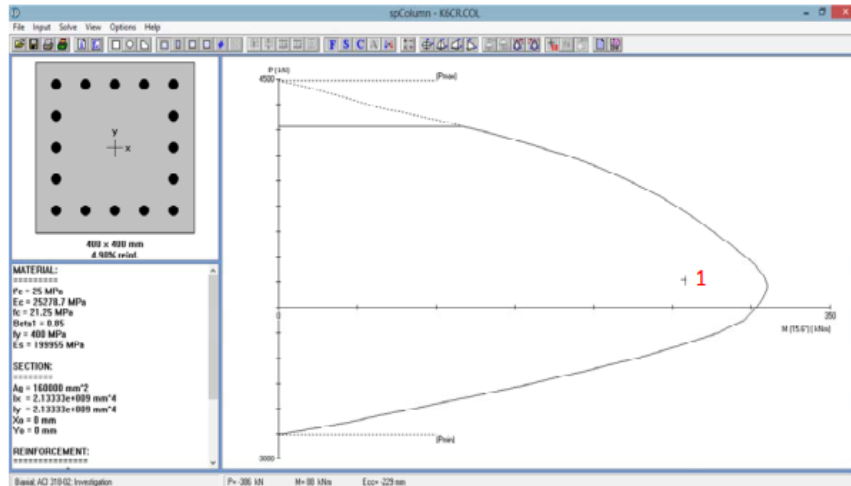 spColumn - K6CR.COL
File Input Solve View Options Help
P ( kN)
4500
(Pmax)
y
x
400 x 400 mm
4.90% reinf.
MATERIAL:
=========
f'c = 25 MPa
Ec = 25278.7 MPa
fc = 21.25 MPa
Beta1 = 0.85
fy = 400 MPa
Es = 199955 MPa
SECTION:
========
Ag = 160000 mm^2
Ix = 2.13333e+009 mm^4
Iy = 2.13333e+009 mm^4
Xo = 0 mm
Yo = 0 mm
REINFORCEMENT:
1
0
350
M (15.6°) ( kNm)
(Pmin)
3000
Biaxial; ACI 318-02; Investigation
P= -386 kN M= 88 kNm Ecc= -229 mm